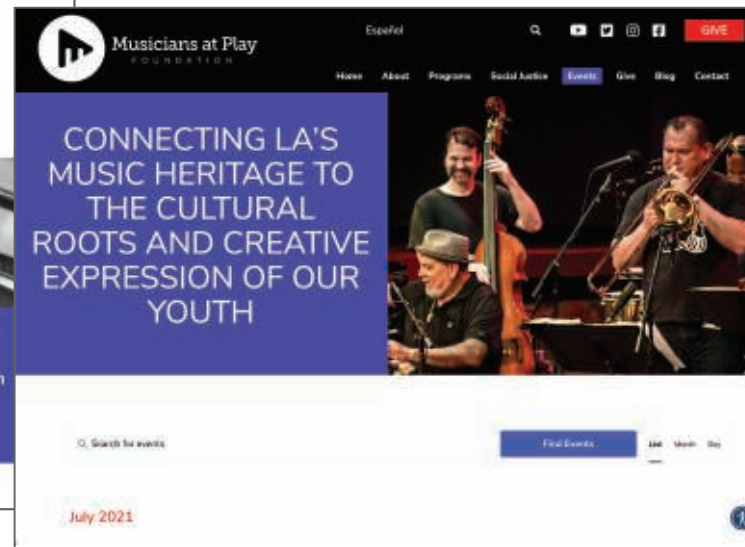 Musicians at Play
FOUNDATION
Español
GIVE
Home About Programs Social Justice Events Give Blog Contact
CONNECTING LA'S
MUSIC HERITAGE TO
THE CULTURAL
ROOTS AND CREATIVE
EXPRESSION OF OUR
YOUTH
Search for events
Find Events
List Month Day
July 2021